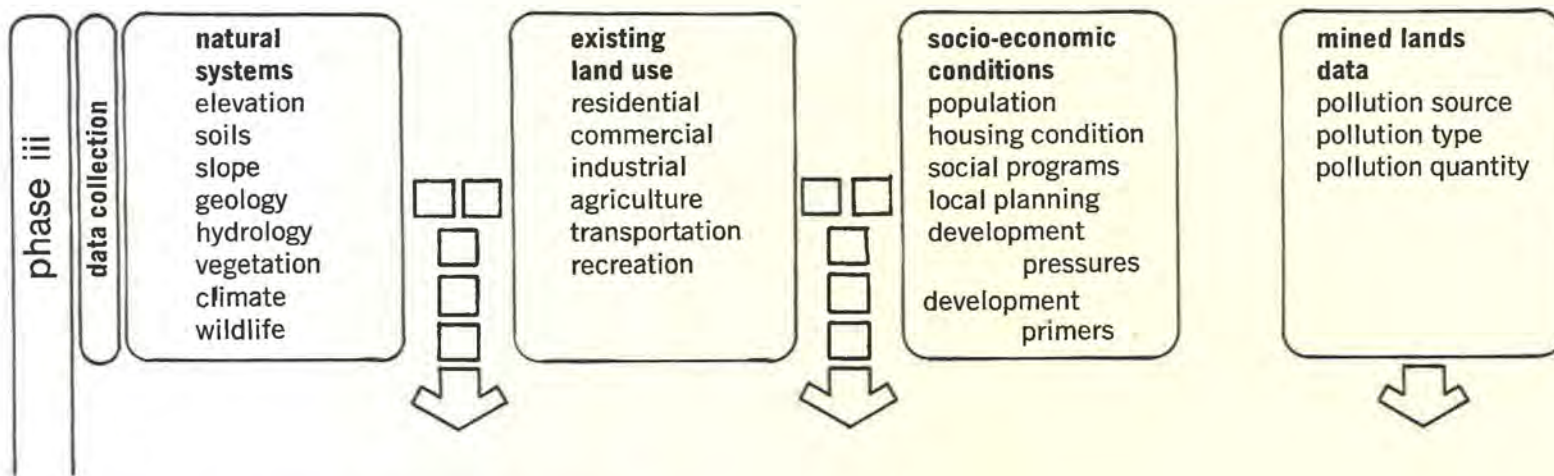 phase iii
data collection
natural
systems
elevation
soils
slope
geology
hydrology
vegetation
climate
wildlife
existing
land use
residential
commercial
industrial
agriculture
transportation
recreation
socio-economic
conditions
population
housing condition
social programs
local planning
development
pressures
development
primers
mined lands
data
pollution source
pollution type
pollution quantity